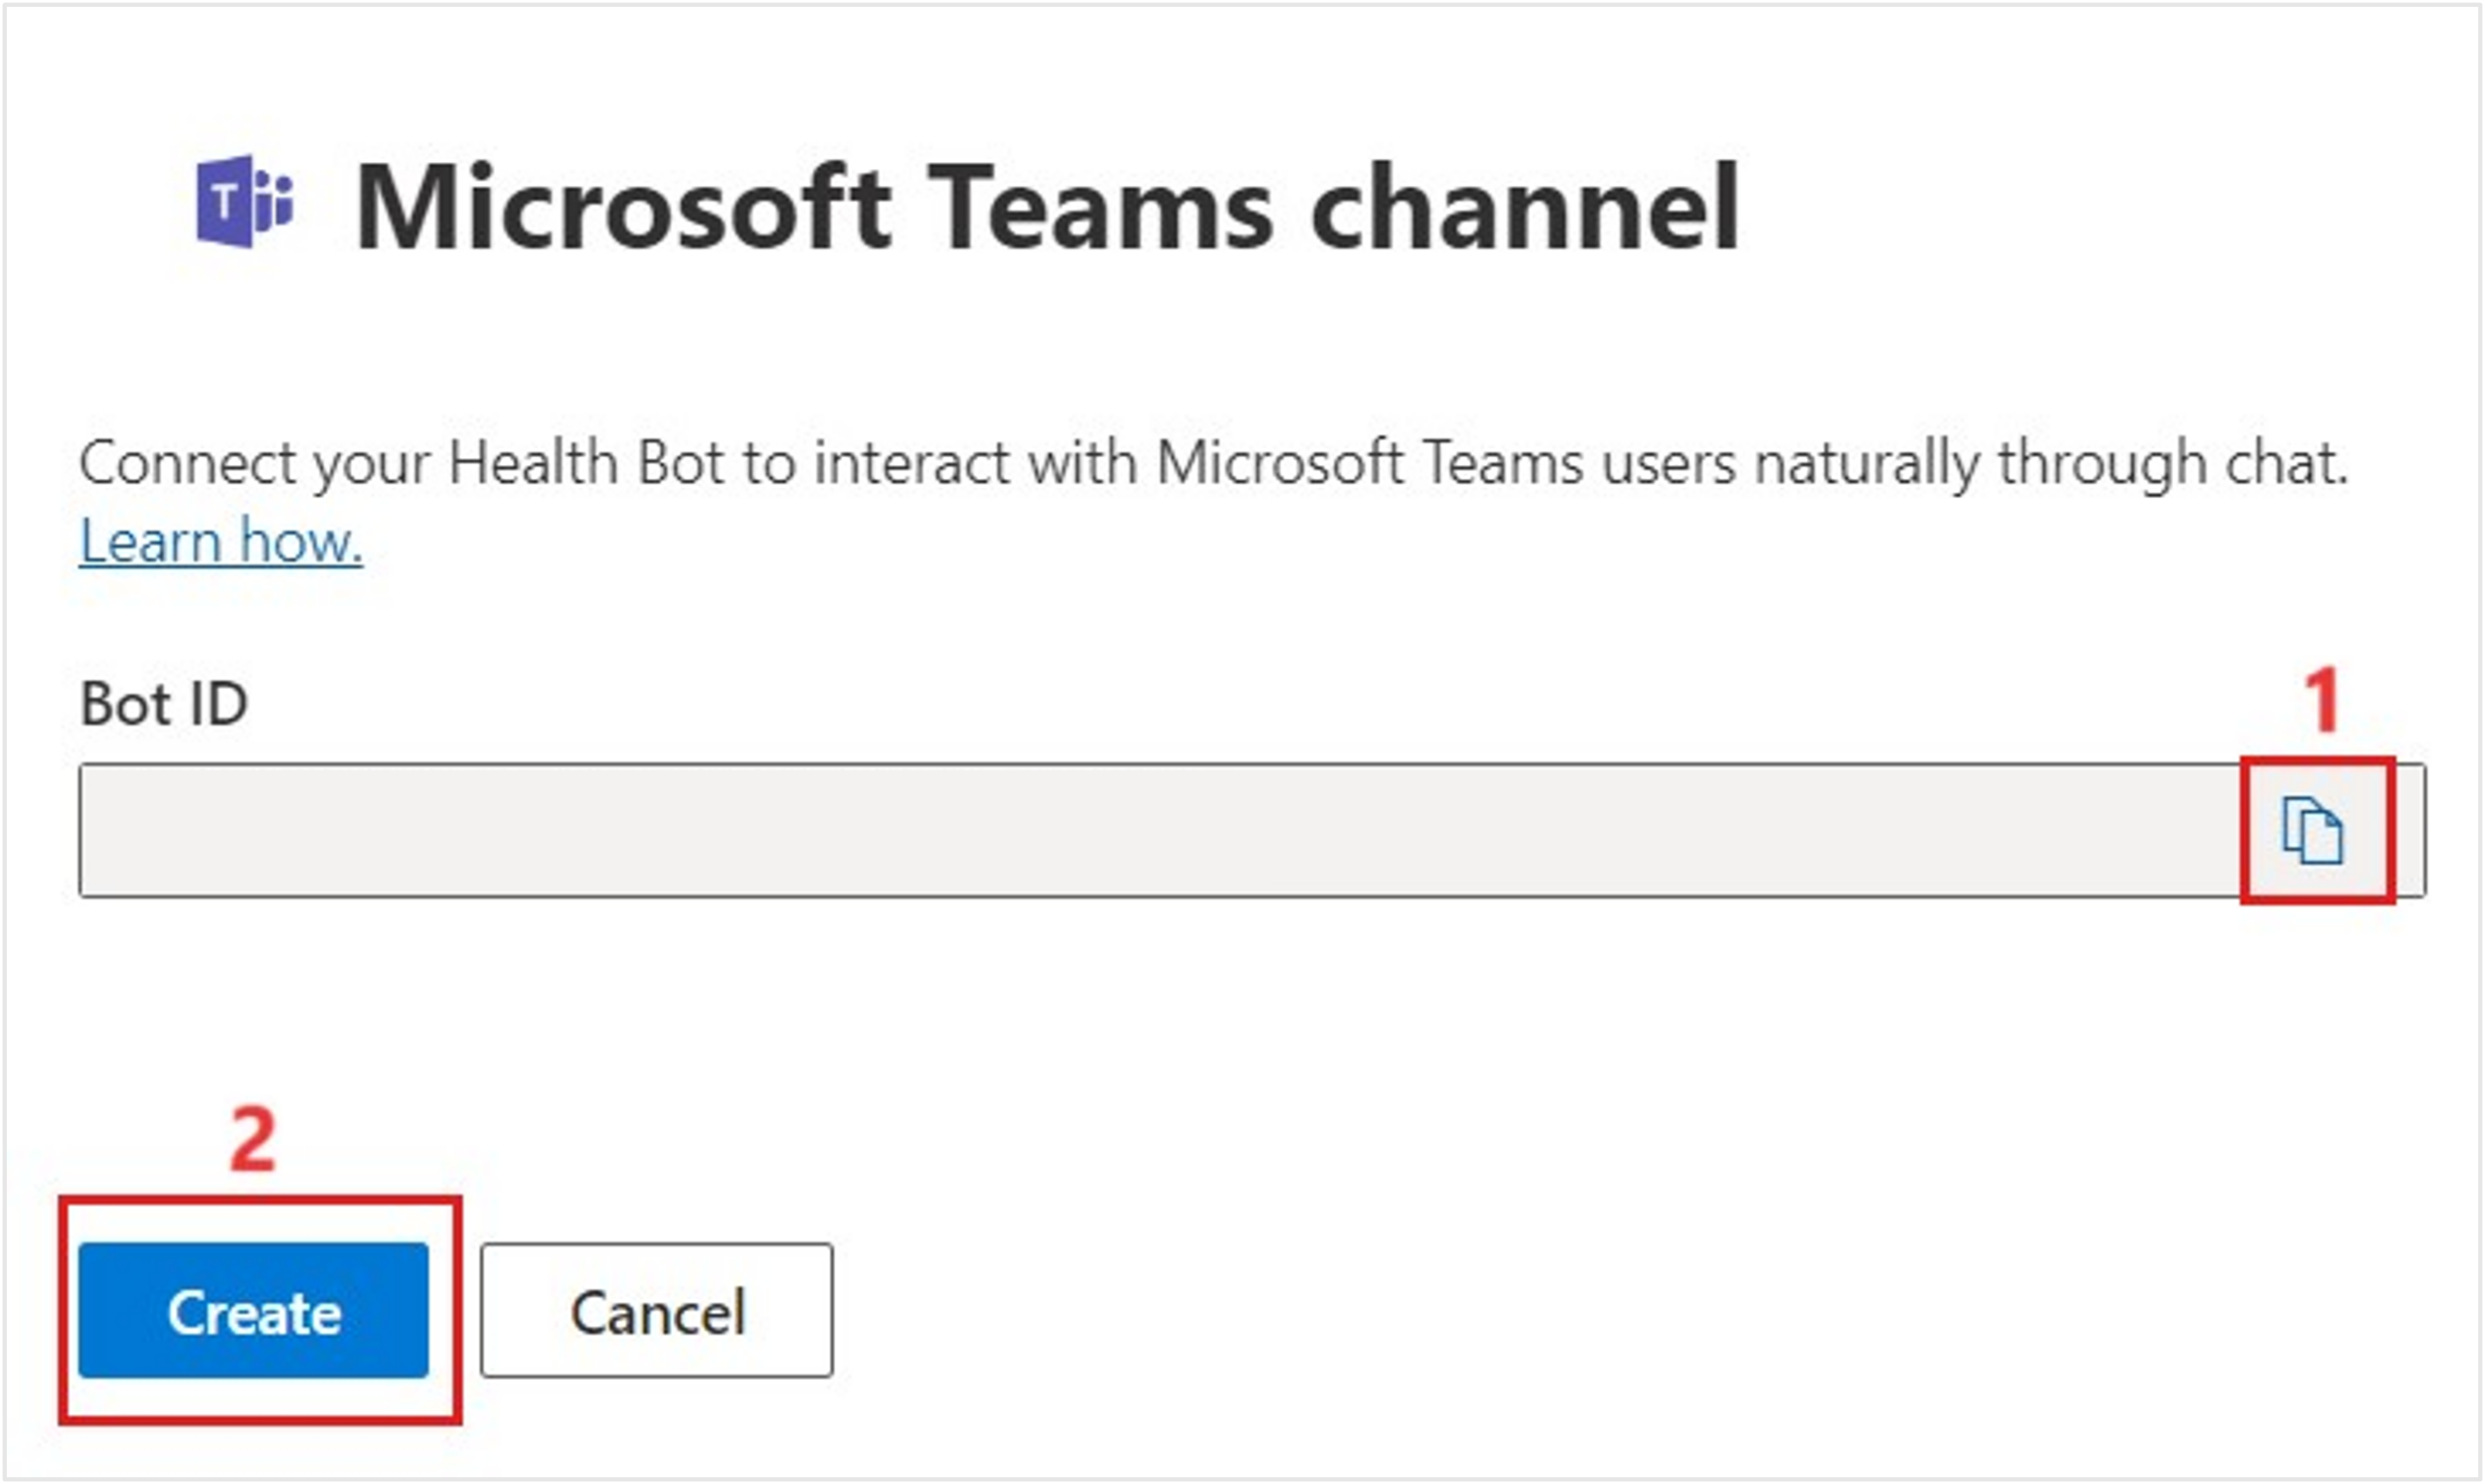 T
Microsoft Teams channel
Connect your Health Bot to interact with Microsoft Teams users naturally through chat.
Learn how.
Bot ID
1
2
Create
Cancel